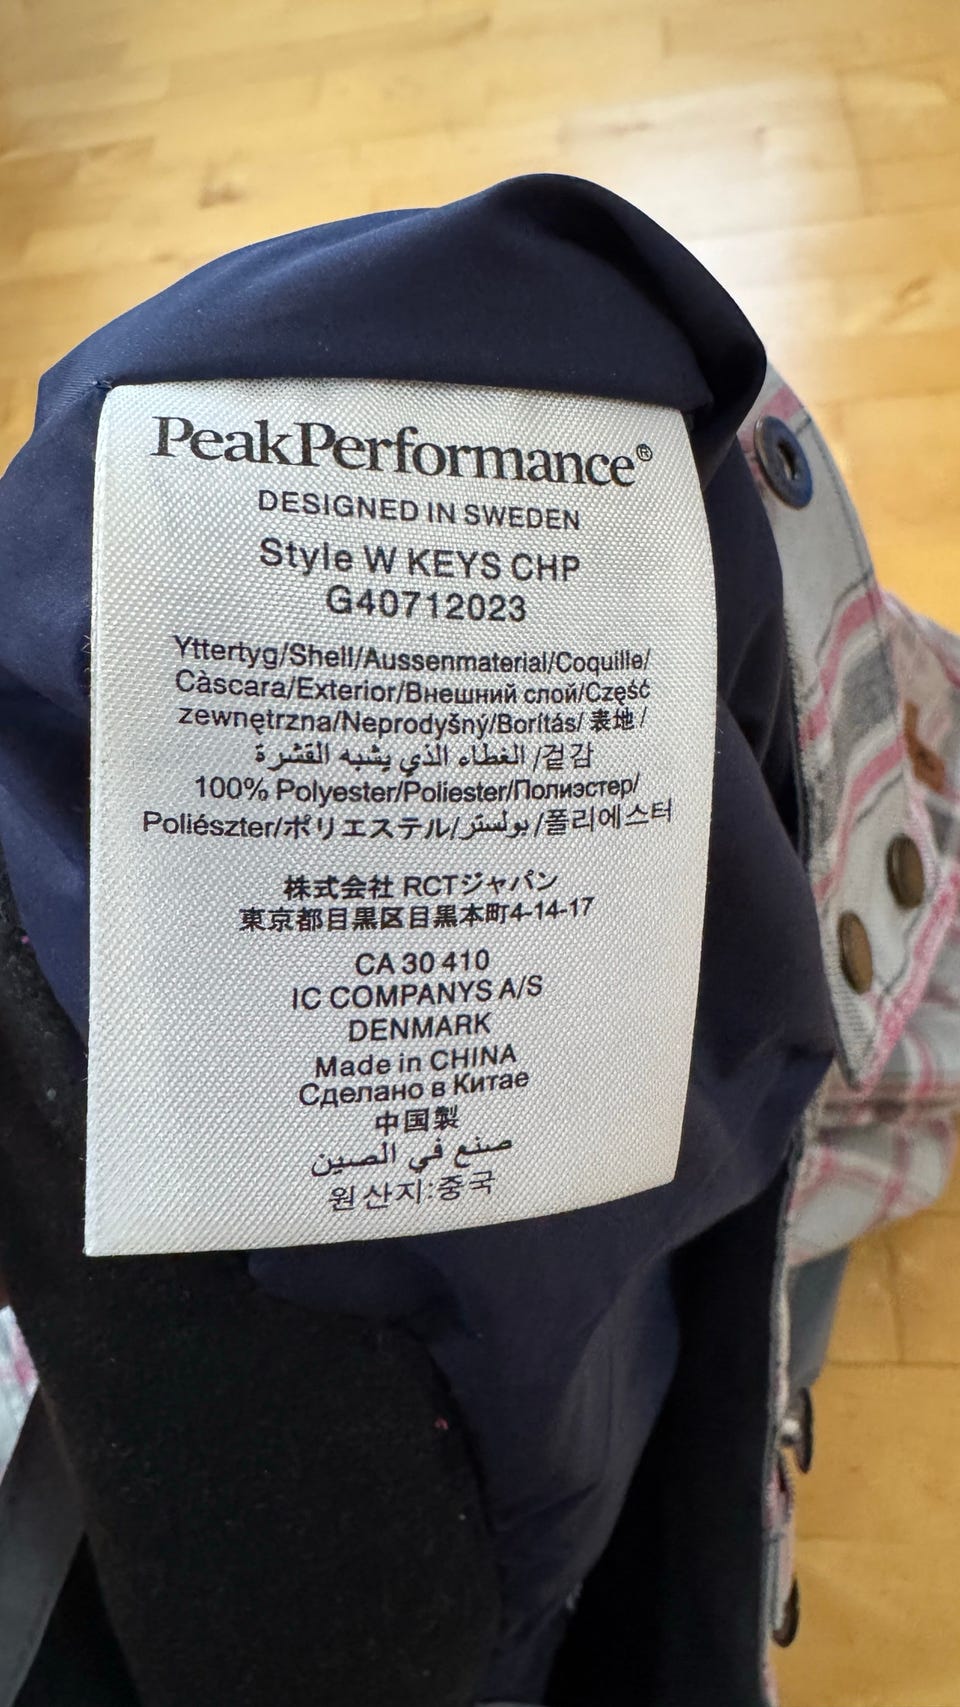 PeakPerformance®
DESIGNED IN SWEDEN
Style W KEYS CHP
G40712023
Yttertyg/Shell/Aussenmaterial/Coquille/
Càscara/Exterior/Внешний слой/Część
zewnętrzna/Neprodyšný/Borítás/ 表地 /
الغطاء الذي يشبه القشرة /겉감
100% Polyester/Poliester/Полиэстер/
Poliészter/ポリエステル/بولستر/폴리에스터
株式会社 RCTジャパン
東京都目黒区目黒本町4-14-17
CA 30 410
IC COMPANYS A/S
DENMARK
Made in CHINA
Сделано в Китае
中国製
صنع في الصين
원산지:중국